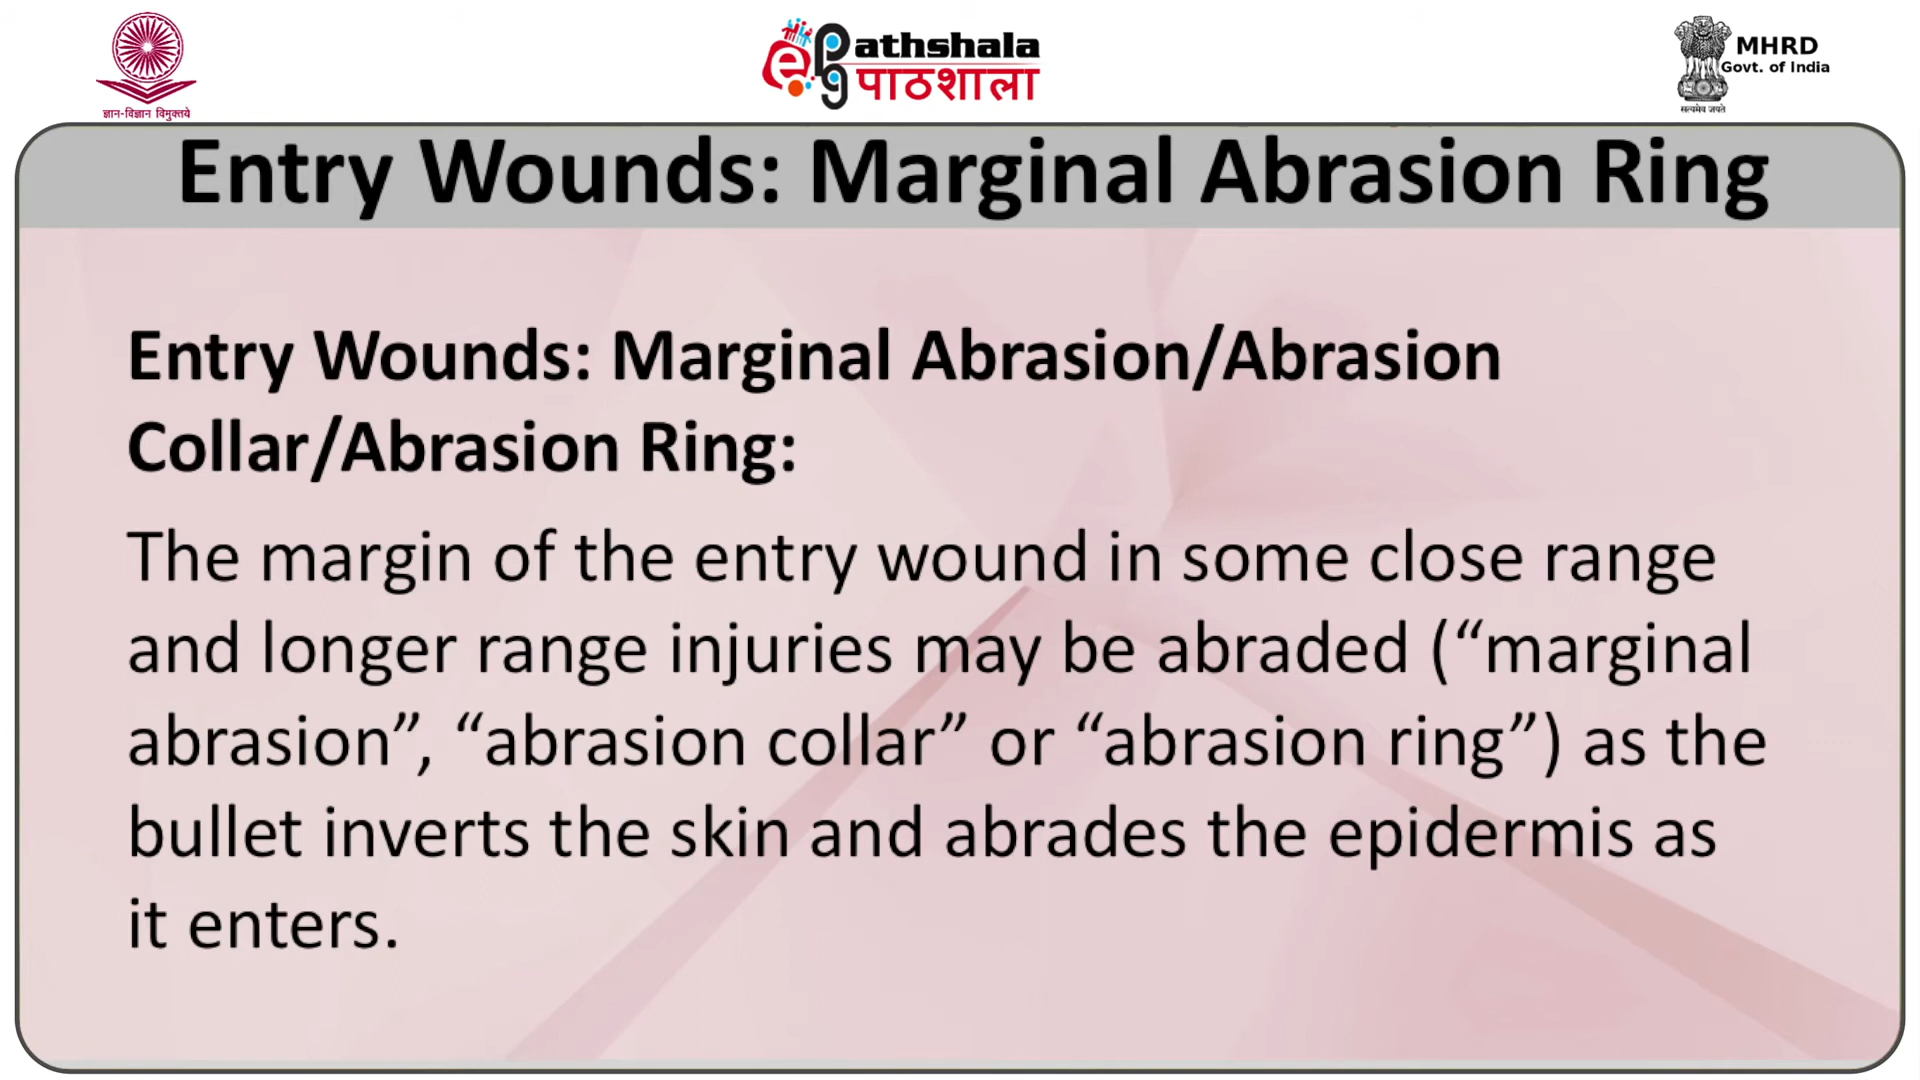 ज्ञान-विज्ञान विमुक्तये
e pg Pathshala
पाठशाला
MHRD
Govt. of India
सत्यमेव जयते
Entry Wounds: Marginal Abrasion Ring
Entry Wounds: Marginal Abrasion/Abrasion
Collar/Abrasion Ring:
The margin of the entry wound in some close range
and longer range injuries may be abraded (“marginal
abrasion”, “abrasion collar” or “abrasion ring”) as the
bullet inverts the skin and abrades the epidermis as
it enters.